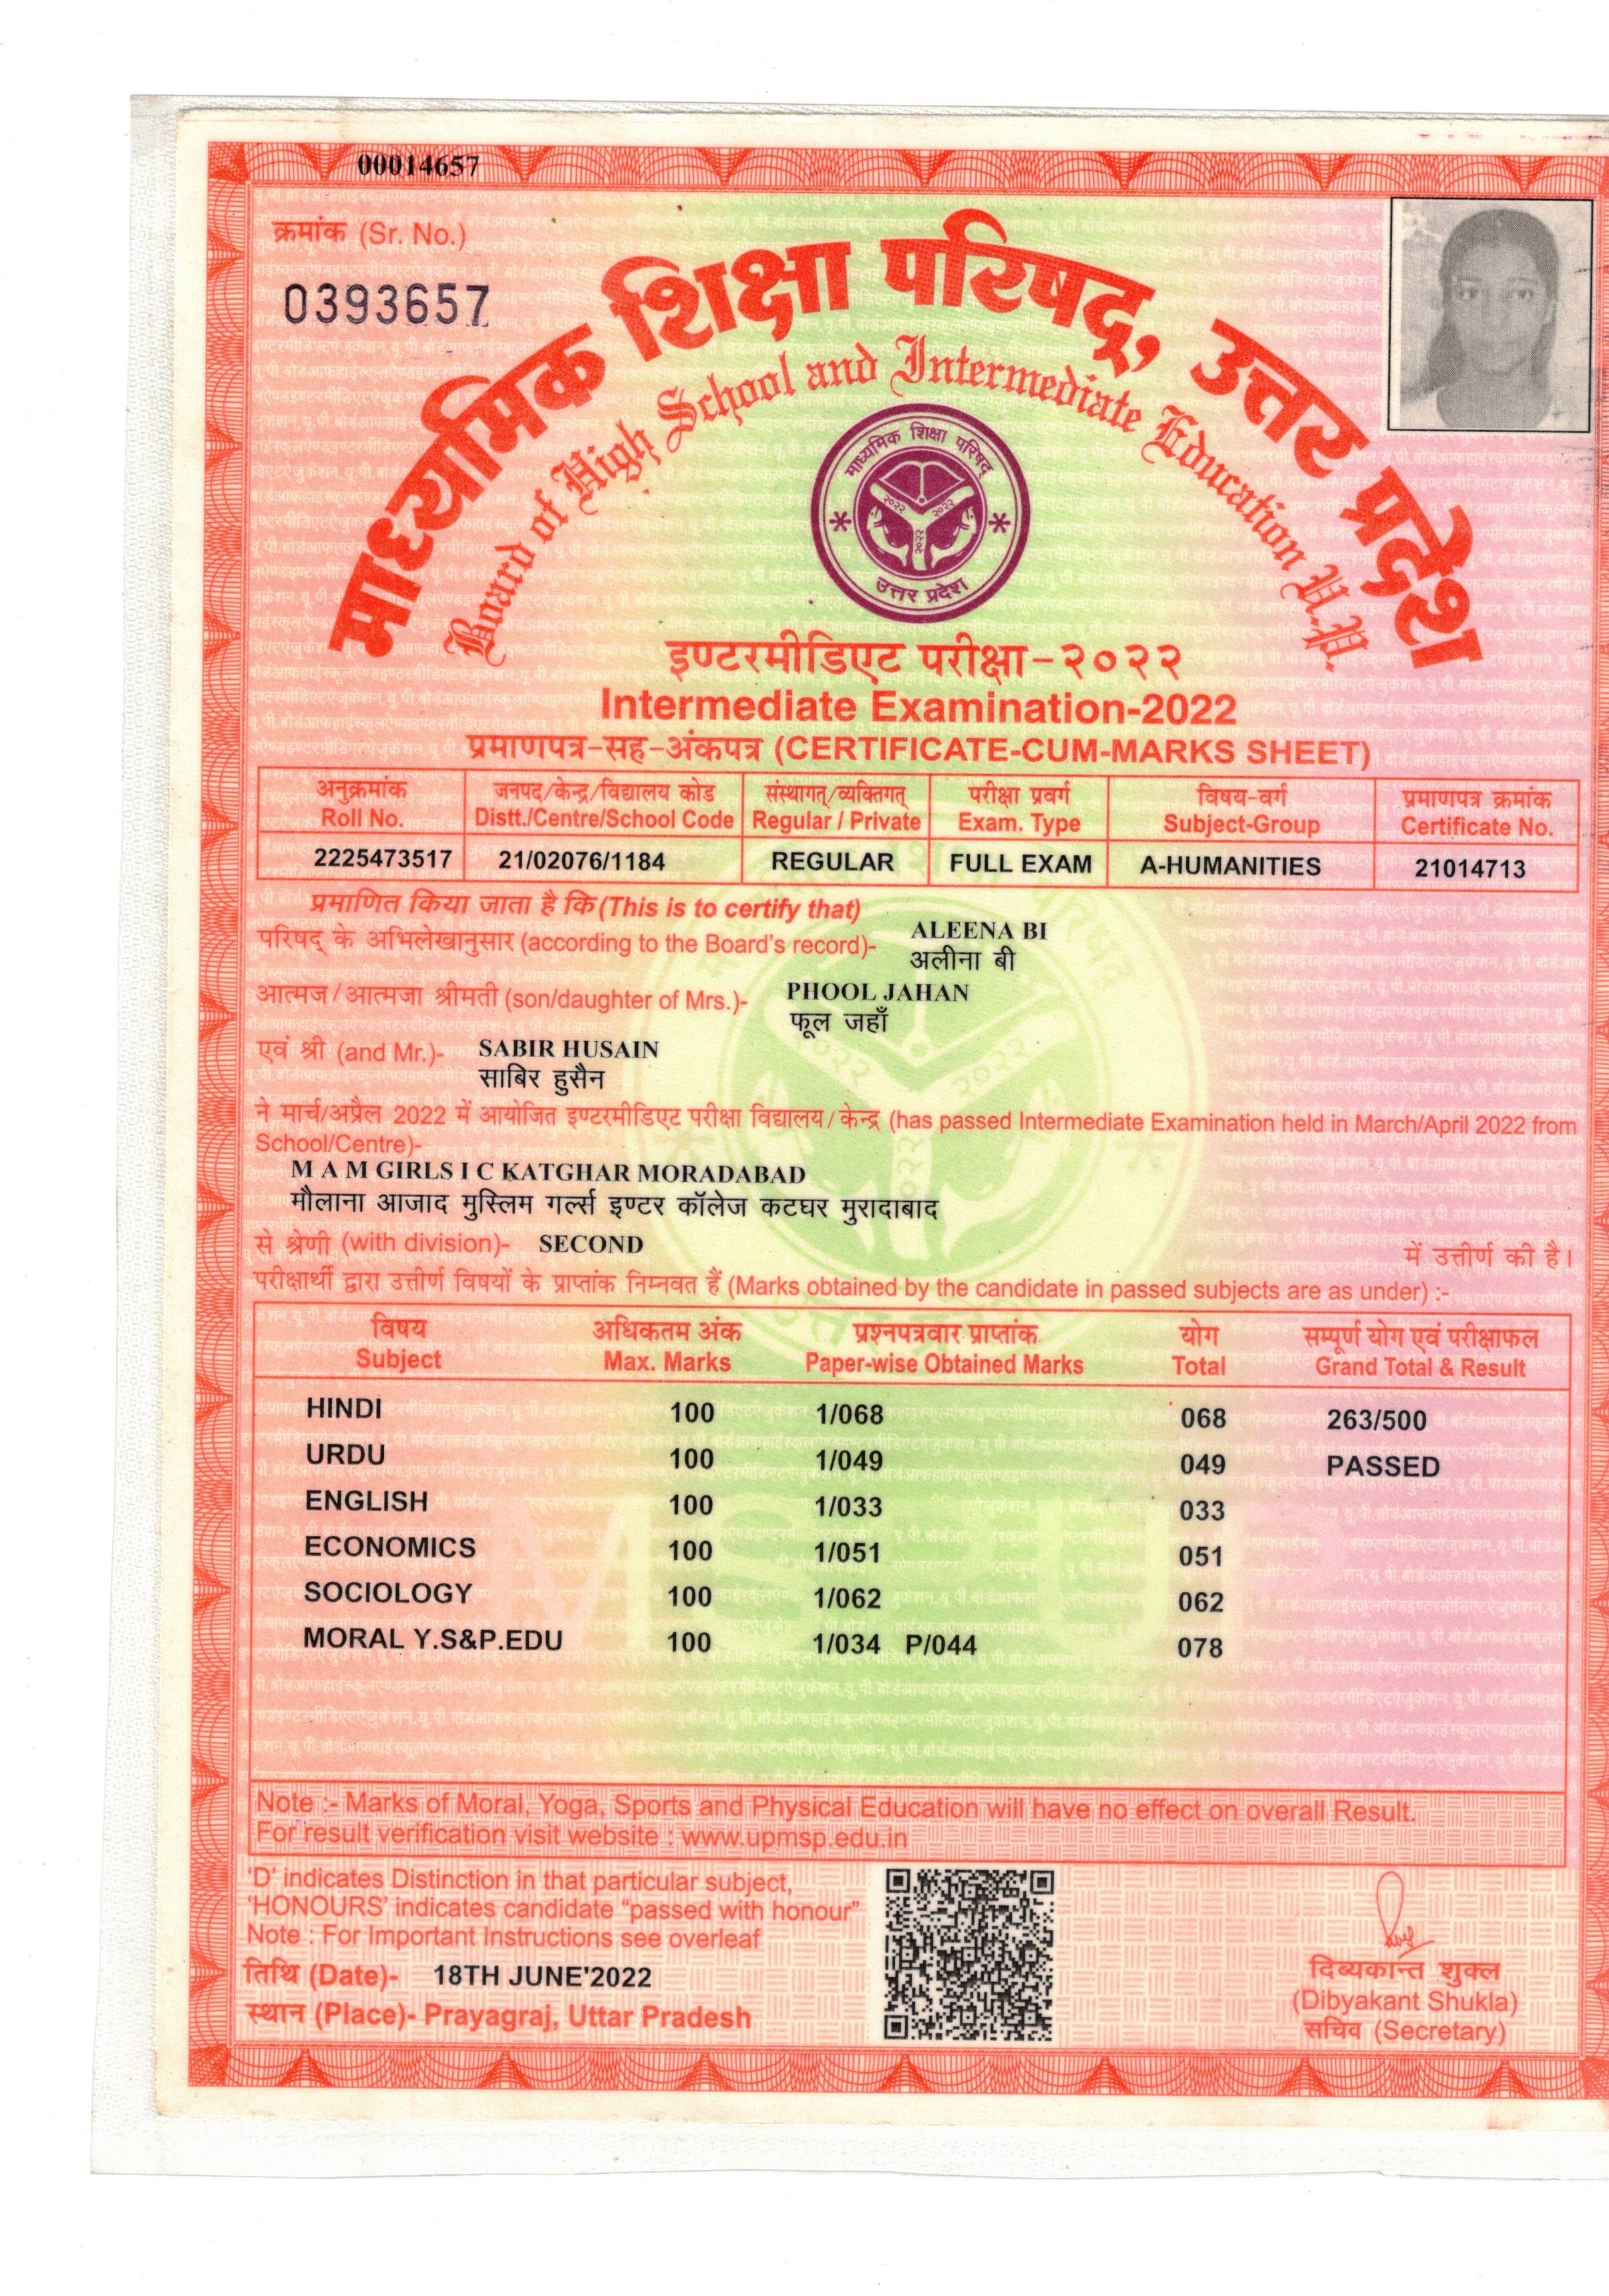 00014657
क्रमांक (Sr. No.)
0393657
माध्यमिक शिक्षा परिषद्, उत्तर प्रदेश
Board of High School and Intermediate Education U.P.
माध्यमिक शिक्षा परिषद्
२०२२ २०२२
२०२२
उत्तर प्रदेश
इण्टरमीडिएट परीक्षा-२०२२
Intermediate Examination-2022
प्रमाणपत्र-सह-अंकपत्र (CERTIFICATE-CUM-MARKS SHEET)
अनुक्रमांक जनपद/केन्द्र/विद्यालय कोड संस्थागत्/व्यक्तिगत् परीक्षा प्रवर्ग विषय-वर्ग प्रमाणपत्र क्रमांक
Roll No. Distt./Centre/School Code Regular / Private Exam. Type Subject-Group Certificate No.
2225473517 21/02076/1184 REGULAR FULL EXAM A-HUMANITIES 21014713
प्रमाणित किया जाता है कि (This is to certify that)
परिषद् के अभिलेखानुसार (according to the Board's record)- ALEENA BI
अलीना बी
आत्मज/आत्मजा श्रीमती (son/daughter of Mrs.)- PHOOL JAHAN
फूल जहाँ
एवं श्री (and Mr.)- SABIR HUSAIN
साबिर हुसैन
ने मार्च/अप्रैल 2022 में आयोजित इण्टरमीडिएट परीक्षा विद्यालय/केन्द्र (has passed Intermediate Examination held in March/April 2022 from
School/Centre)-
M A M GIRLS I C KATGHAR MORADABAD
मौलाना आजाद मुस्लिम गर्ल्स इण्टर कॉलेज कटघर मुरादाबाद
से श्रेणी (with division)- SECOND में उत्तीर्ण की है।
परीक्षार्थी द्वारा उत्तीर्ण विषयों के प्राप्तांक निम्नवत हैं (Marks obtained by the candidate in passed subjects are as under) :-
विषय अधिकतम अंक प्रश्नपत्रवार प्राप्तांक योग सम्पूर्ण योग एवं परीक्षाफल
Subject Max. Marks Paper-wise Obtained Marks Total Grand Total & Result
HINDI 100 1/068 068 263/500
URDU 100 1/049 049 PASSED
ENGLISH 100 1/033 033
ECONOMICS 100 1/051 051
SOCIOLOGY 100 1/062 062
MORAL Y.S&P.EDU 100 1/034 P/044 078
Note :- Marks of Moral, Yoga, Sports and Physical Education will have no effect on overall Result.
For result verification visit website : www.upmsp.edu.in
'D' indicates Distinction in that particular subject,
'HONOURS' indicates candidate "passed with honour"
Note : For Important Instructions see overleaf
तिथि (Date)- 18TH JUNE'2022
स्थान (Place)- Prayagraj, Uttar Pradesh
दिव्यकान्त शुक्ल
(Dibyakant Shukla)
सचिव (Secretary)